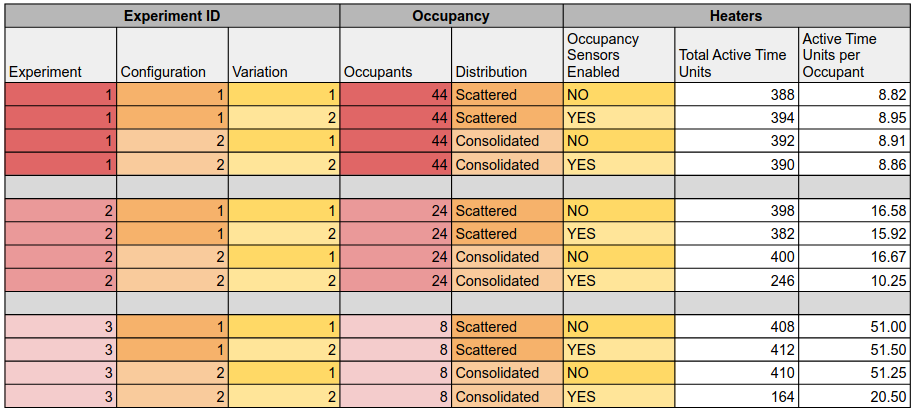 Experiment ID Occupancy Heaters
Experiment Configuration Variation Occupants Distribution Occupancy Sensors Enabled Total Active Time Units Active Time Units per Occupant
1 1 1 44 Scattered NO 388 8.82
1 1 2 44 Scattered YES 394 8.95
1 2 1 44 Consolidated NO 392 8.91
1 2 2 44 Consolidated YES 390 8.86
2 1 1 24 Scattered NO 398 16.58
2 1 2 24 Scattered YES 382 15.92
2 2 1 24 Consolidated NO 400 16.67
2 2 2 24 Consolidated YES 246 10.25
3 1 1 8 Scattered NO 408 51.00
3 1 2 8 Scattered YES 412 51.50
3 2 1 8 Consolidated NO 410 51.25
3 2 2 8 Consolidated YES 164 20.50